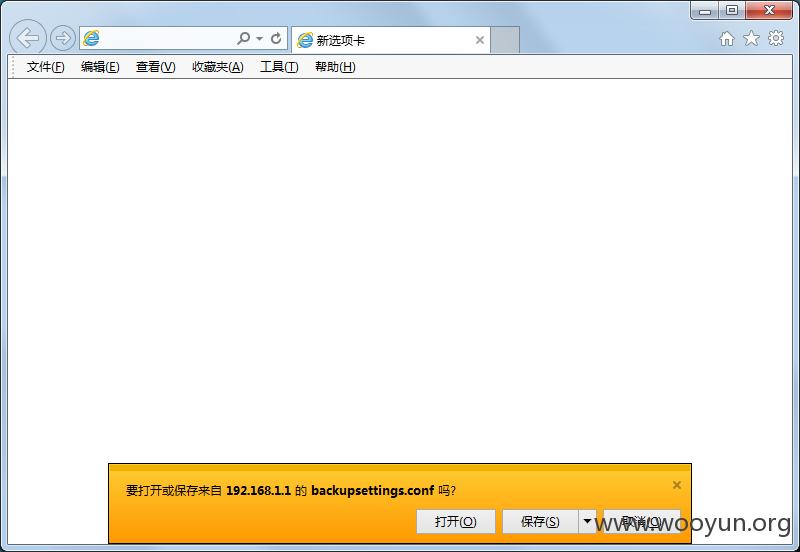 新选项卡
文件(F) 编辑(E) 查看(V) 收藏夹(A) 工具(T) 帮助(H)
要打开或保存来自 192.168.1.1 的 backupsettings.conf 吗?
打开(O) 保存(S) 取消(C)
www.wooyun.org